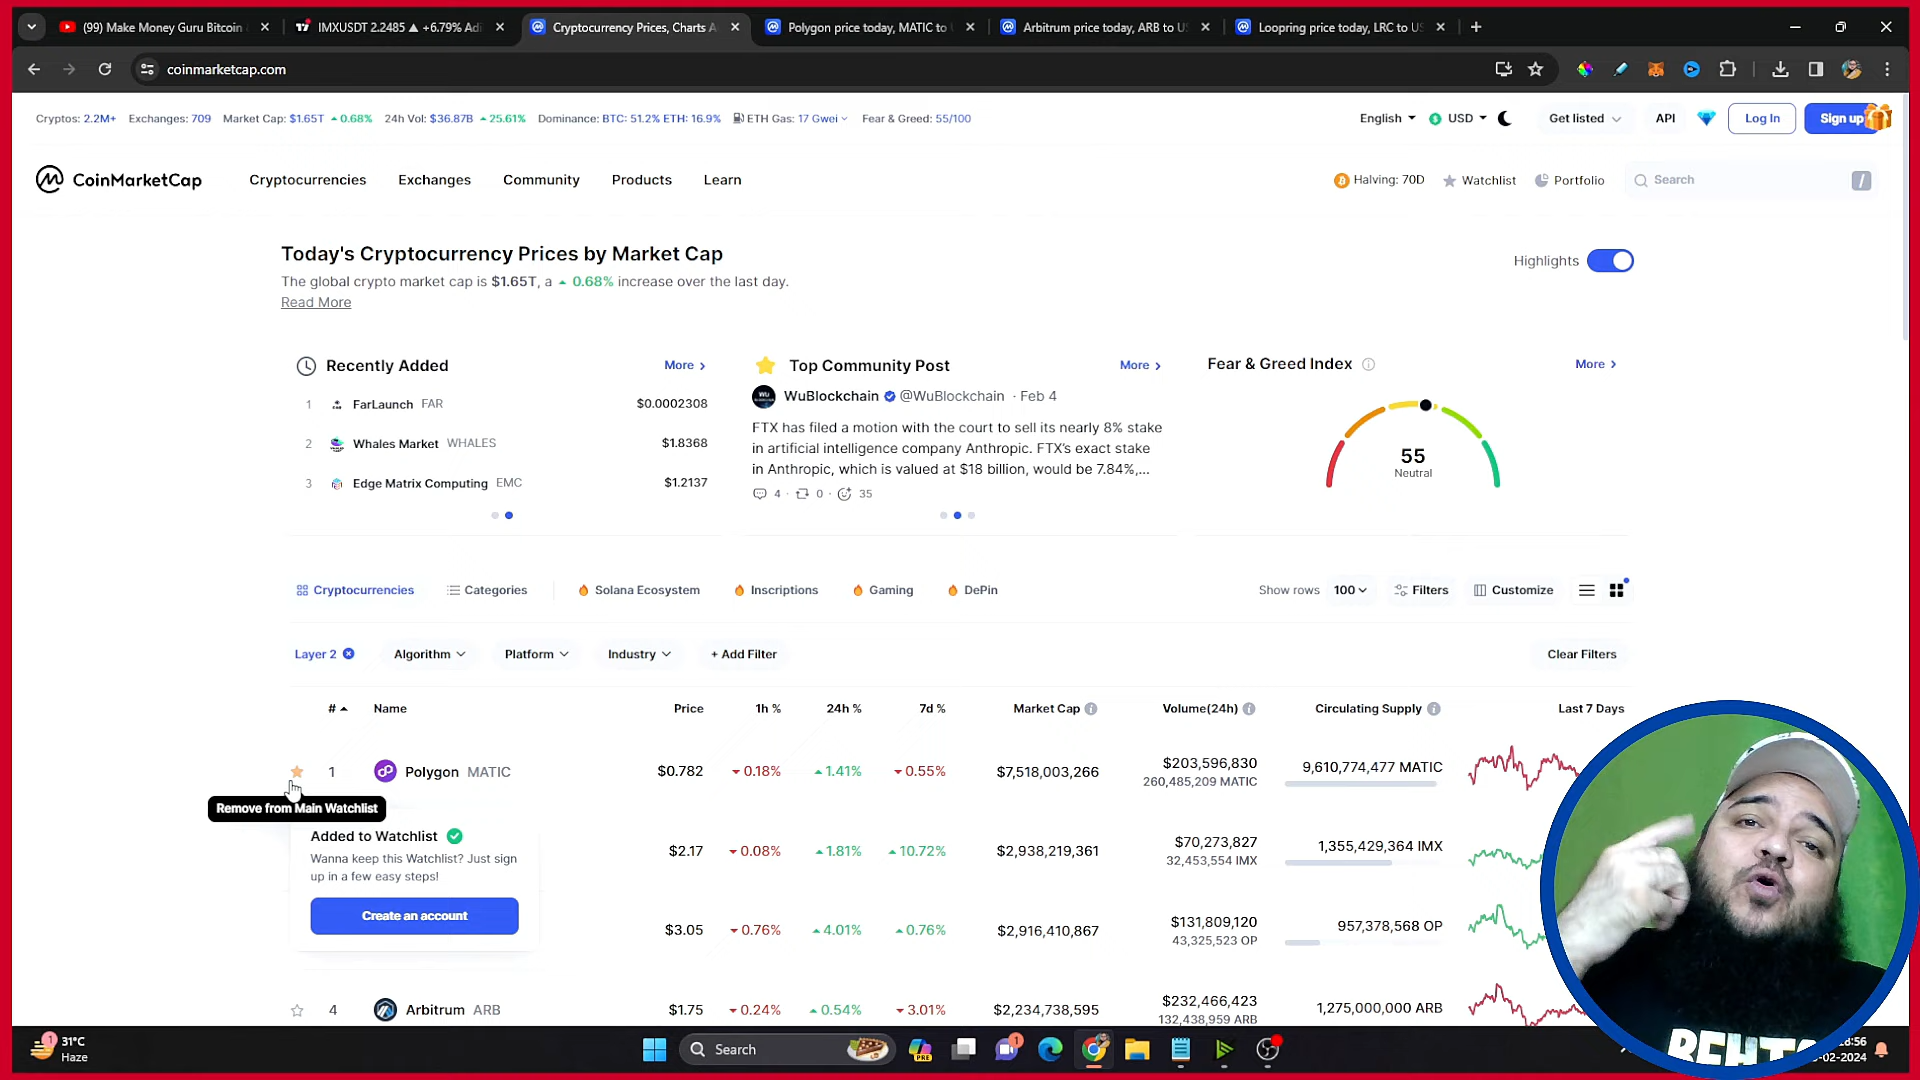 (99) Make Money Guru Bitcoin
IMXUSDT 2.2485 ▲ +6.79%
Cryptocurrency Prices, Charts
Polygon price today, MATIC to
Arbitrum price today, ARB to US
Loopring price today, LRC to US
coinmarketcap.com
Cryptos: 2.2M+ Exchanges: 709 Market Cap: $1.65T 0.68% 24h Vol: $36.87B 25.61% Dominance: BTC: 51.2% ETH: 16.9% ETH Gas: 17 Gwei Fear & Greed: 55/100
English USD Get listed API Log In Sign up
CoinMarketCap Cryptocurrencies Exchanges Community Products Learn
Halving: 70D Watchlist Portfolio Search /
Today's Cryptocurrency Prices by Market Cap
The global crypto market cap is $1.65T, a 0.68% increase over the last day.
Read More
Highlights
Recently Added More
1 FarLaunch FAR $0.0002308
2 Whales Market WHALES $1.8368
3 Edge Matrix Computing EMC $1.2137
Top Community Post More
WuBlockchain @WuBlockchain · Feb 4
FTX has filed a motion with the court to sell its nearly 8% stake
in artificial intelligence company Anthropic. FTX's exact stake
in Anthropic, which is valued at $18 billion, would be 7.84%,...
4 · 0 · 35
Fear & Greed Index More
55
Neutral
Cryptocurrencies Categories Solana Ecosystem Inscriptions Gaming DePin
Show rows 100 Filters Customize
Layer 2 Algorithm Platform Industry + Add Filter Clear Filters
# Name Price 1h % 24h % 7d % Market Cap Volume(24h) Circulating Supply Last 7 Days
1 Polygon MATIC $0.782 0.18% 1.41% 0.55% $7,518,003,266 $203,596,830 9,610,774,477 MATIC
260,485,209 MATIC
Remove from Main Watchlist
Added to Watchlist
Wanna keep this Watchlist? Just sign
up in a few easy steps!
Create an account
$2.17 0.08% 1.81% 10.72% $2,938,219,361 $70,273,827 1,355,429,364 IMX
32,453,554 IMX
$3.05 0.76% 4.01% 0.76% $2,916,410,867 $131,809,120 957,378,568 OP
43,325,523 OP
4 Arbitrum ARB $1.75 0.24% 0.54% 3.01% $2,234,738,595 $232,466,423 1,275,000,000 ARB
132,438,959 ARB
1
31°C
Haze
Search
PRE
1